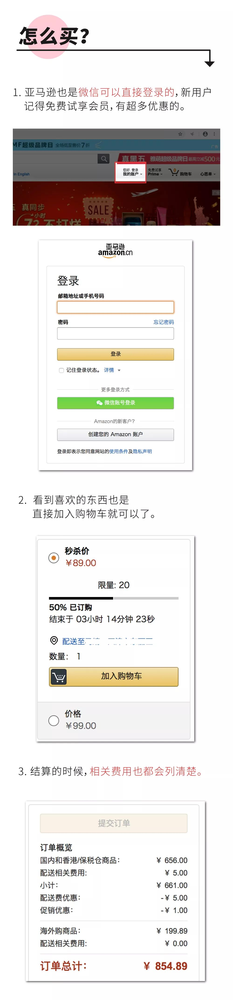 怎么买?
1. 亚马逊也是微信可以直接登录的,新用户
记得免费试享会员,有超多优惠的。
MF超级品牌日 全场低至售价7折
广告
真黑五 雅萌超级品牌日最高立减500元
In English
您好. 登录
我的账户
免费试享
Prime
0
购物车
心愿单
真同步
SALE
小时
72不打烊
亚马逊
amazon.cn
登录
邮箱地址或手机号码
密码
忘记密码
登录
记住登录状态。 详情
更多登录方式
微信账号登录
Amazon的新客户?
创建您的 Amazon 账户
登录即表示您同意网站的使用条件及隐私声明
2. 看到喜欢的东西也是
直接加入购物车就可以了。
秒杀价
¥89.00
限量: 20
50% 已订购
结束于 03小时 14分钟 23秒
配送至
数量: 1
加入购物车
价格
¥99.00
3. 结算的时候,相关费用也都会列清楚。
提交订单
订单概览
国内和香港/保税仓商品: ¥ 656.00
配送相关费用: ¥ 5.00
小计: ¥ 661.00
配送费优惠: -¥ 5.00
促销优惠: -¥ 1.00
海外购商品: ¥ 199.89
配送相关费用: ¥ 0.00
订单总计: ¥ 854.89